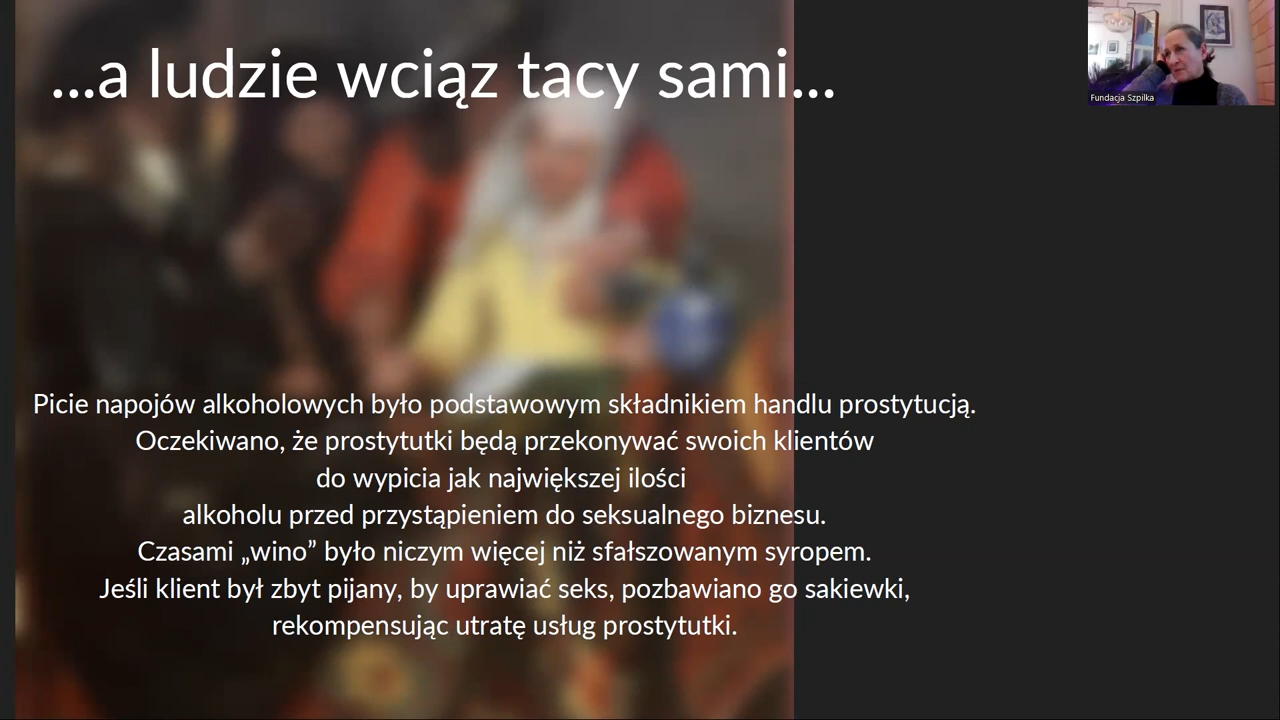 ...a ludzie wciąz tacy sami...
Fundacja Szpilka
Picie napojów alkoholowych było podstawowym składnikiem handlu prostytucją.
Oczekiwano, że prostytutki będą przekonywać swoich klientów
do wypicia jak największej ilości
alkoholu przed przystąpieniem do seksualnego biznesu.
Czasami „wino” było niczym więcej niż sfałszowanym syropem.
Jeśli klient był zbyt pijany, by uprawiać seks, pozbawiano go sakiewki,
rekompensując utratę usług prostytutki.